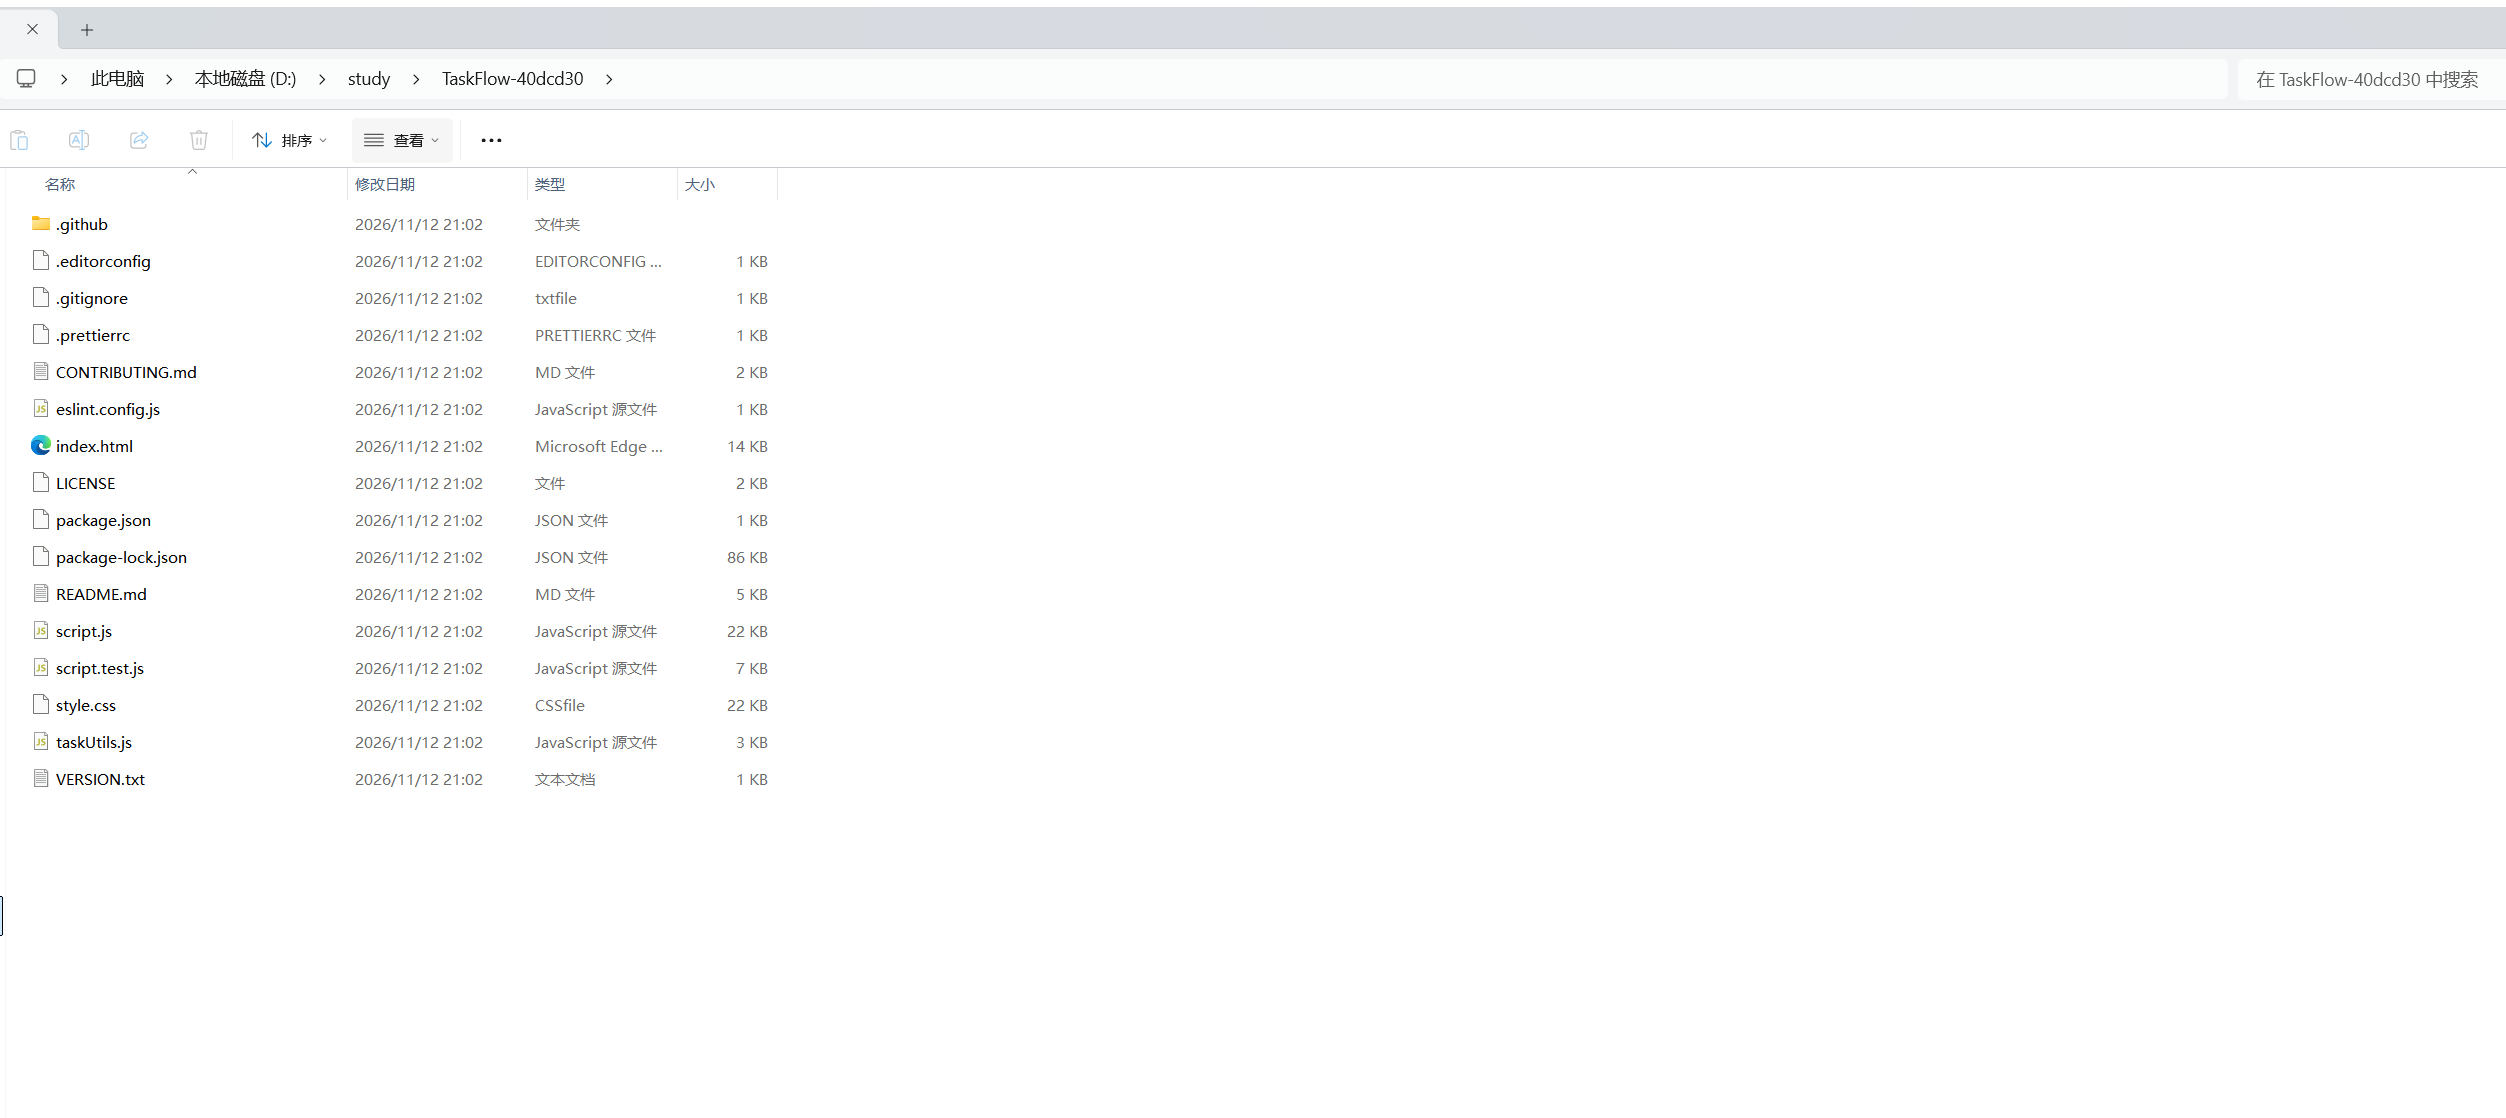 此电脑 本地磁盘 (D:) study TaskFlow-40dcd30 在 TaskFlow-40dcd30 中搜索
排序 查看
名称 修改日期 类型 大小
.github 2026/11/12 21:02 文件夹
.editorconfig 2026/11/12 21:02 EDITORCONFIG ... 1 KB
.gitignore 2026/11/12 21:02 txtfile 1 KB
.prettierrc 2026/11/12 21:02 PRETTIERRC 文件 1 KB
CONTRIBUTING.md 2026/11/12 21:02 MD 文件 2 KB
eslint.config.js 2026/11/12 21:02 JavaScript 源文件 1 KB
index.html 2026/11/12 21:02 Microsoft Edge ... 14 KB
LICENSE 2026/11/12 21:02 文件 2 KB
package.json 2026/11/12 21:02 JSON 文件 1 KB
package-lock.json 2026/11/12 21:02 JSON 文件 86 KB
README.md 2026/11/12 21:02 MD 文件 5 KB
script.js 2026/11/12 21:02 JavaScript 源文件 22 KB
script.test.js 2026/11/12 21:02 JavaScript 源文件 7 KB
style.css 2026/11/12 21:02 CSSfile 22 KB
taskUtils.js 2026/11/12 21:02 JavaScript 源文件 3 KB
VERSION.txt 2026/11/12 21:02 文本文档 1 KB